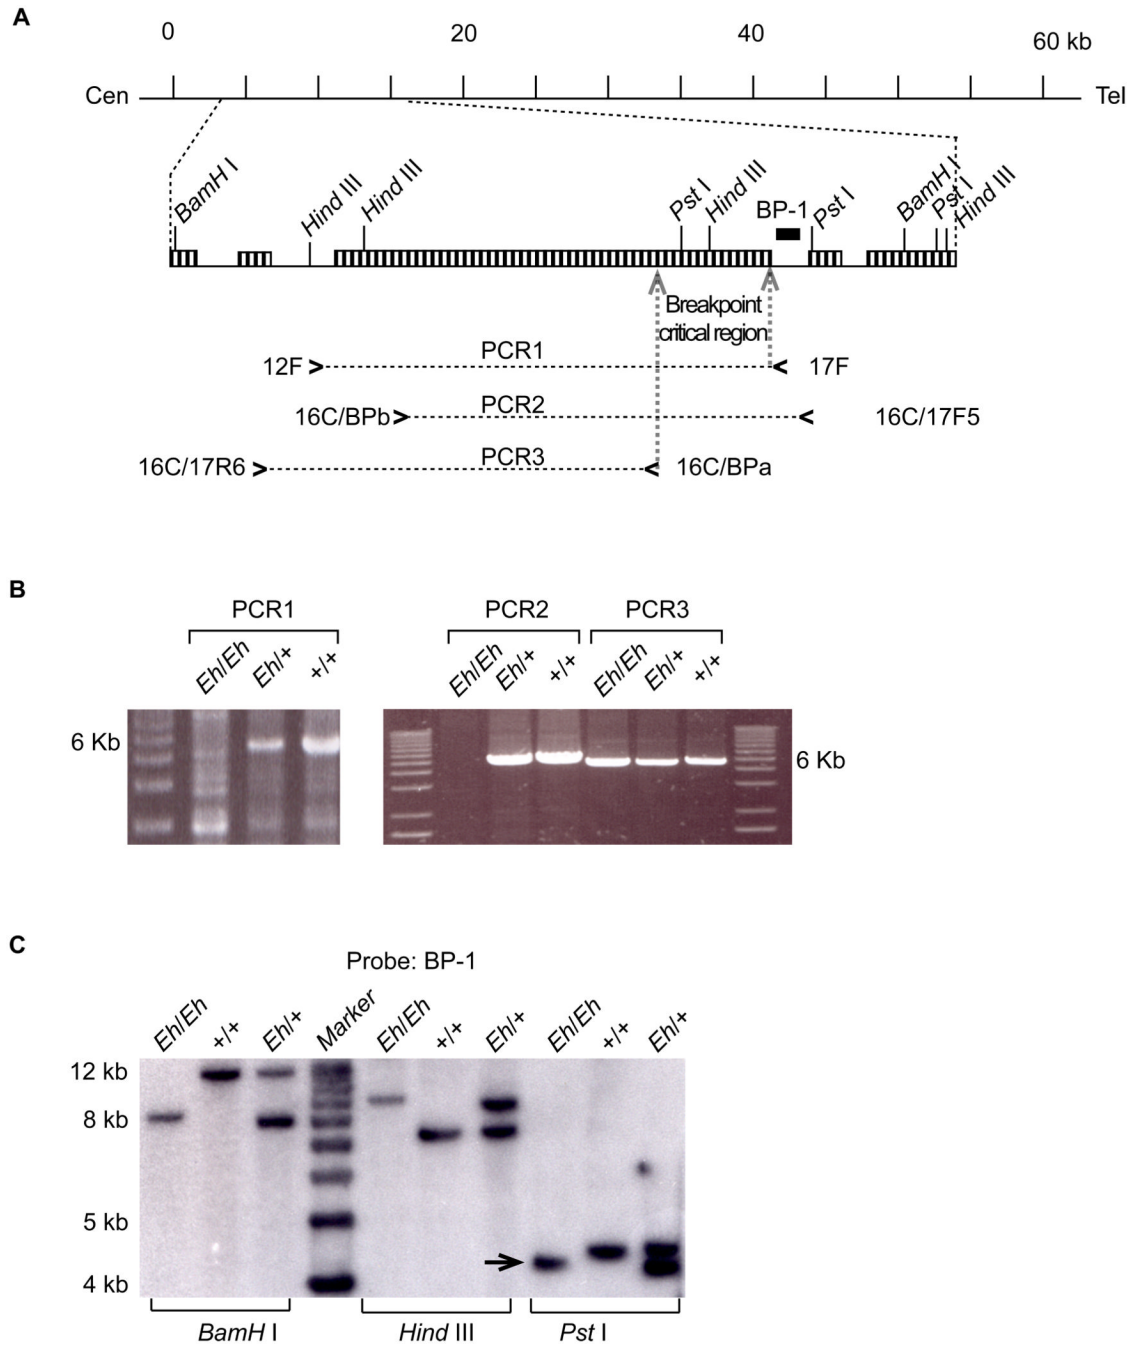 A
0 20 40 60 kb
Cen Tel
BamH I Hind III Hind III Pst I Hind III BP-1 Pst I BamH I Pst I Hind III
Breakpoint
critical region
12F > PCR1 < 17F
16C/BPb > PCR2 < 16C/17F5
16C/17R6 > PCR3 < 16C/BPa
B
PCR1 PCR2 PCR3
Eh/Eh Eh/+ +/+ Eh/Eh Eh/+ +/+ Eh/Eh Eh/+ +/+
6 Kb 6 Kb
C
Probe: BP-1
Eh/Eh +/+ Eh/+ Marker Eh/Eh +/+ Eh/+ Eh/Eh +/+ Eh/+
12 kb
8 kb
5 kb
4 kb
BamH I Hind III Pst I